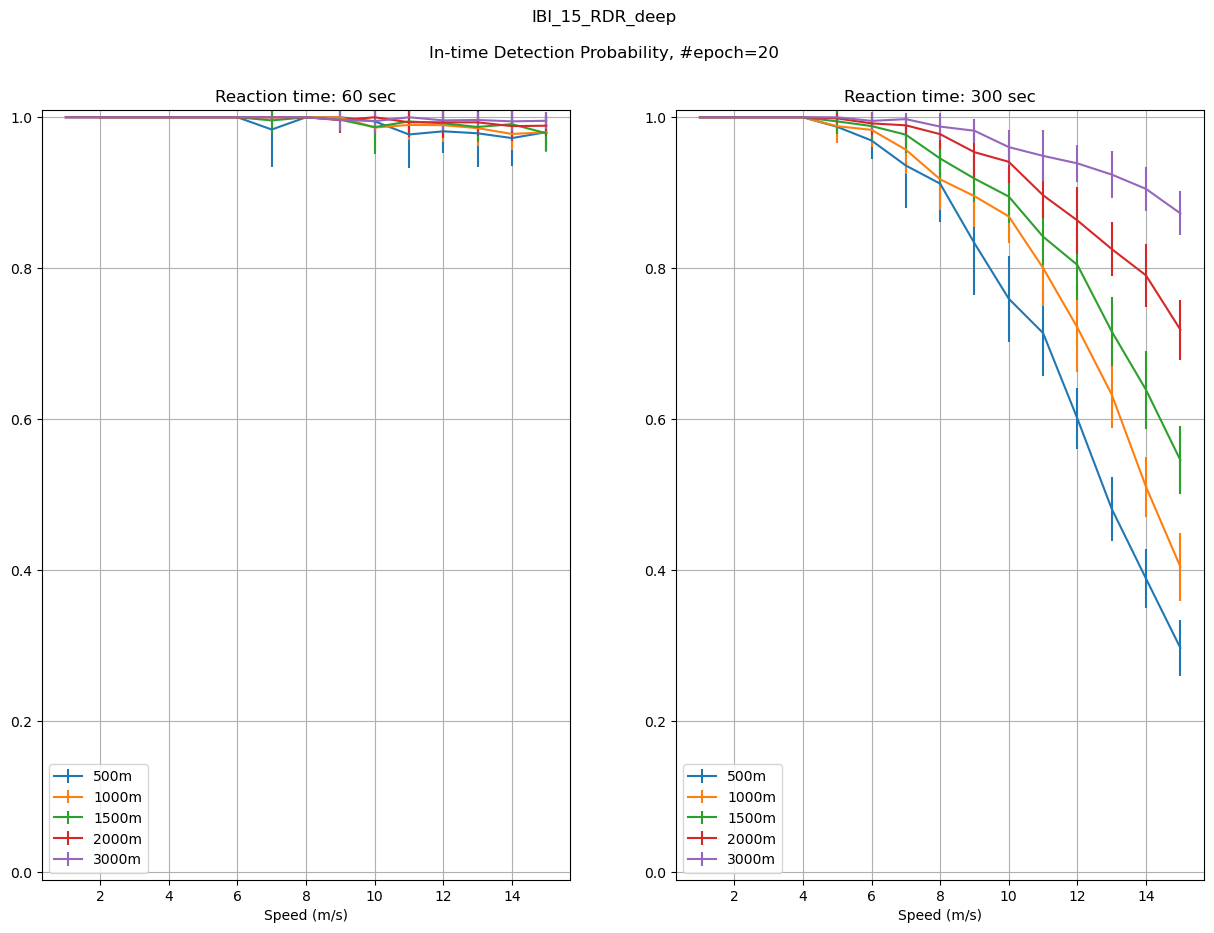 IBI_15_RDR_deep
In-time Detection Probability, #epoch=20
Reaction time: 60 sec
1.0
0.8
0.6
0.4
0.2
0.0
500m
1000m
1500m
2000m
3000m
2 4 6 8 10 12 14
Speed (m/s)
Reaction time: 300 sec
1.0
0.8
0.6
0.4
0.2
0.0
500m
1000m
1500m
2000m
3000m
2 4 6 8 10 12 14
Speed (m/s)